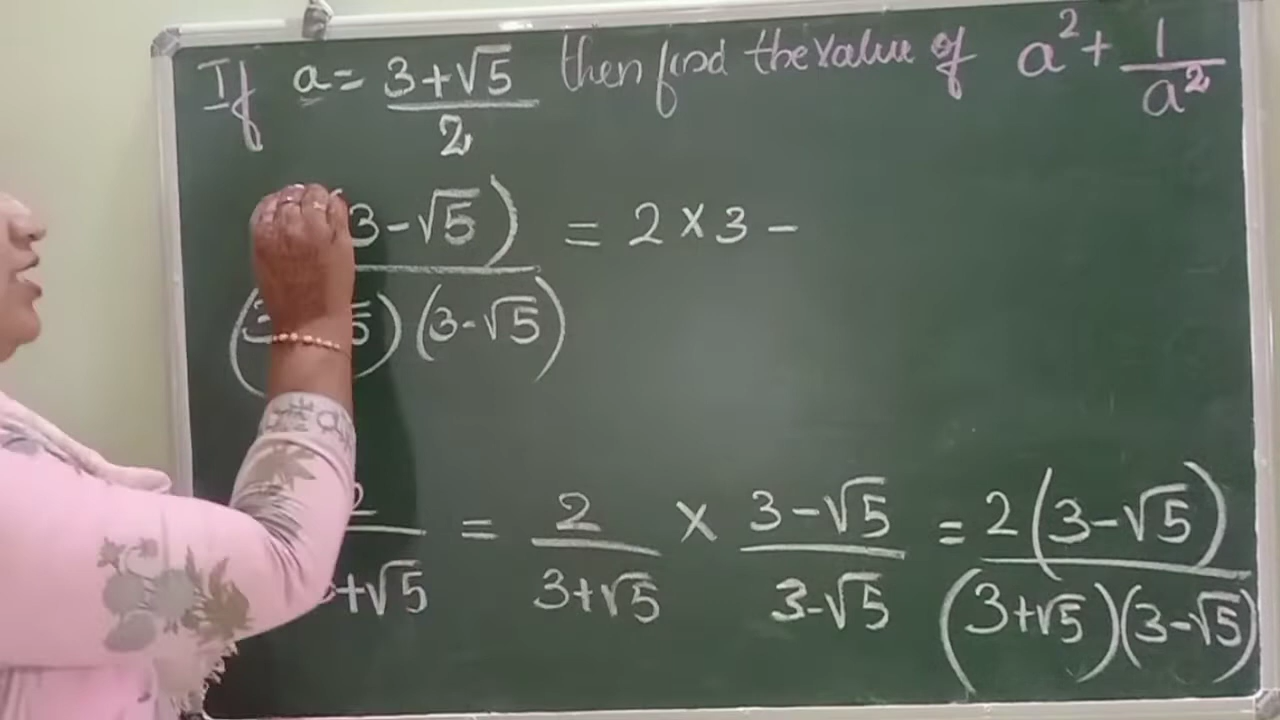 If a = (3+√5)/2 then find the value of a² + 1/a²
(3-√5) / (√5)(3-√5) = 2×3 -
2/(+√5) = 2/(3+√5) × (3-√5)/(3-√5) = 2(3-√5)/((3+√5)(3-√5))